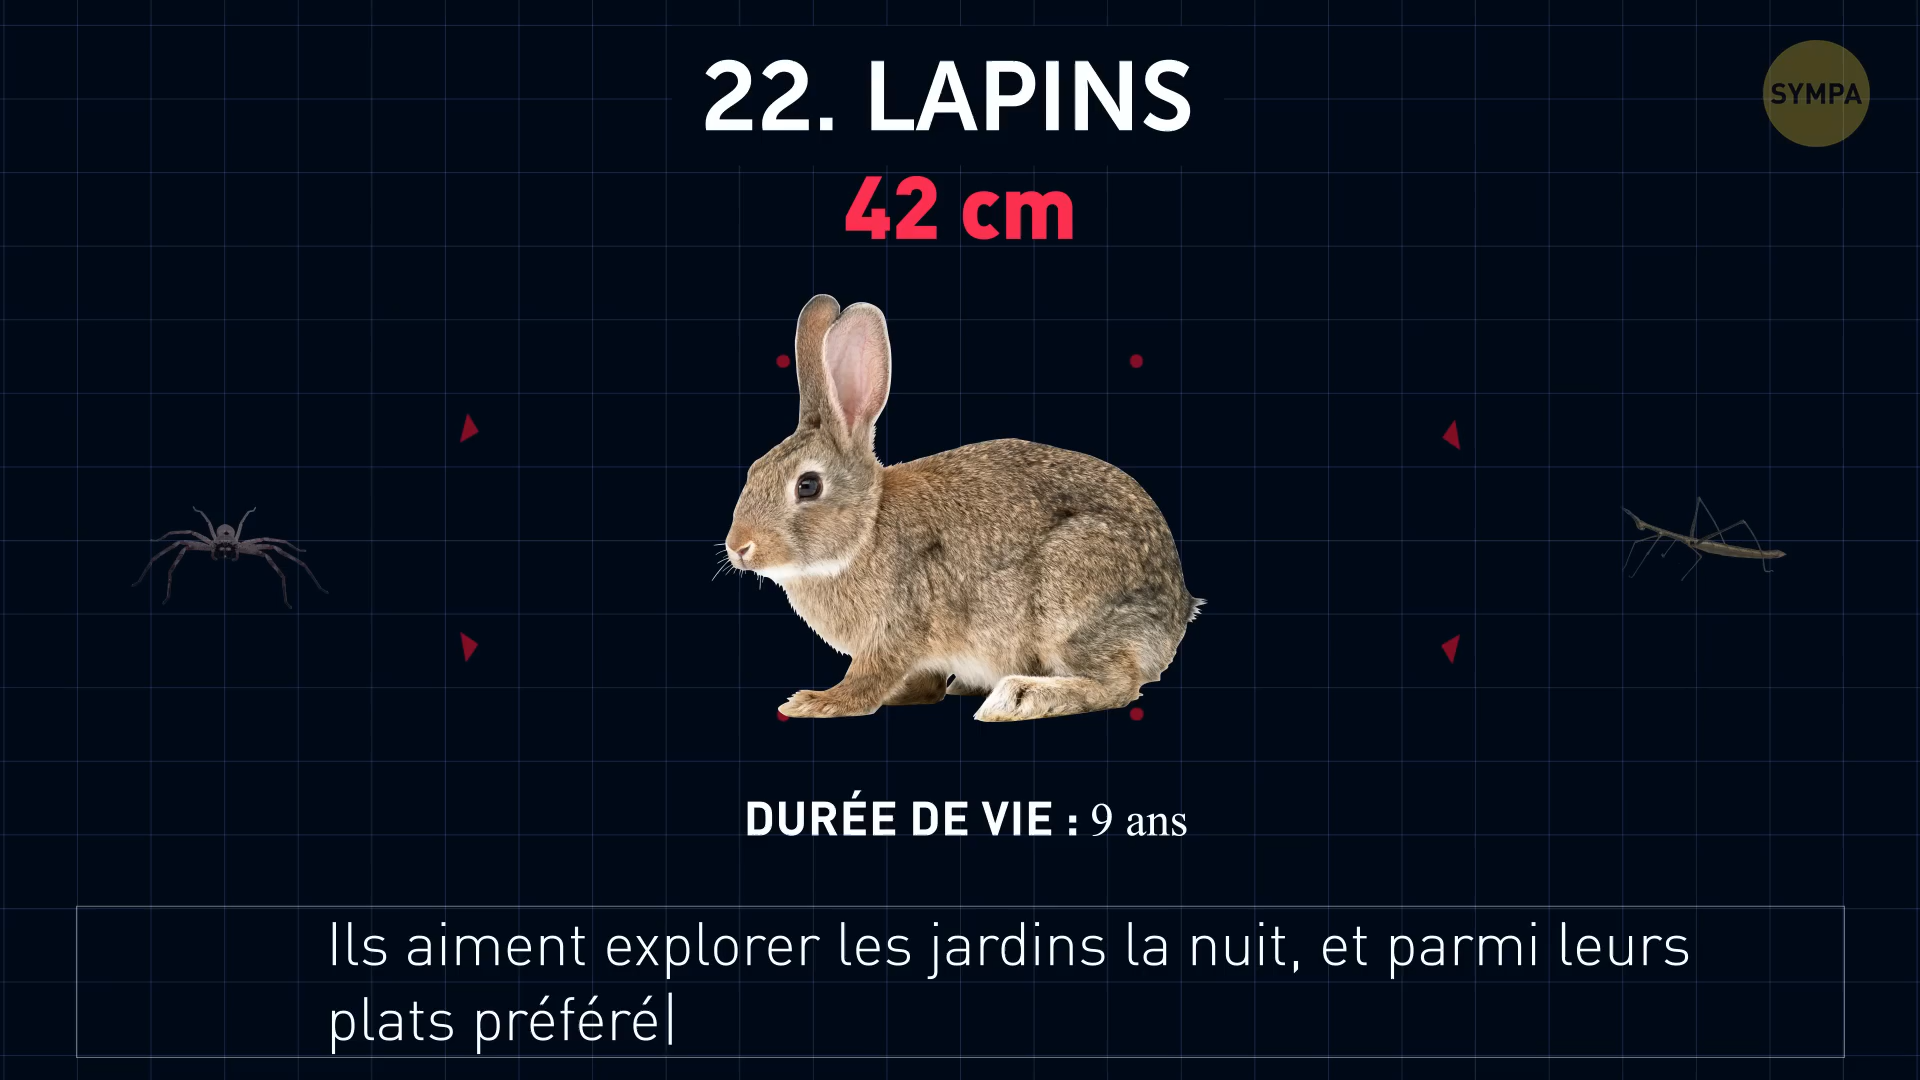 22. LAPINS
SYMPA
42 cm
DURÉE DE VIE : 9 ans
Ils aiment explorer les jardins la nuit, et parmi leurs
plats préféré